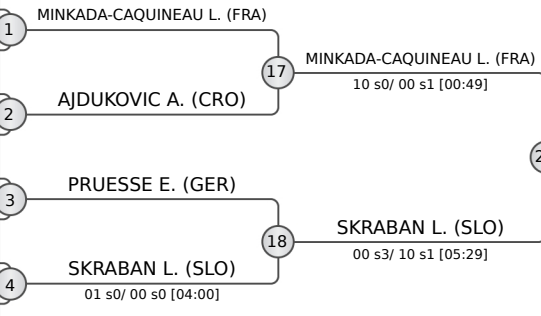 1
MINKADA-CAQUINEAU L. (FRA)
17
MINKADA-CAQUINEAU L. (FRA)
10 s0/ 00 s1 [00:49]
2
AJDUKOVIC A. (CRO)
3
PRUESSE E. (GER)
18
SKRABAN L. (SLO)
00 s3/ 10 s1 [05:29]
4
SKRABAN L. (SLO)
01 s0/ 00 s0 [04:00]